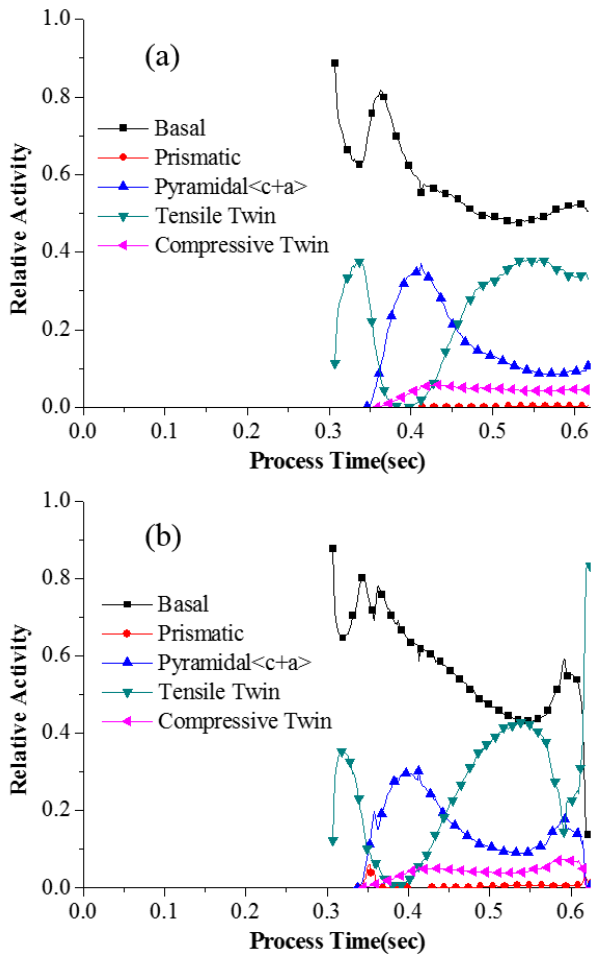 (a)
1.0
0.8
0.6
0.4
0.2
0.0
Relative Activity
Basal
Prismatic
Pyramidal<c+a>
Tensile Twin
Compressive Twin
0.0 0.1 0.2 0.3 0.4 0.5 0.6
Process Time(sec)
(b)
1.0
0.8
0.6
0.4
0.2
0.0
Relative Activity
Basal
Prismatic
Pyramidal<c+a>
Tensile Twin
Compressive Twin
0.0 0.1 0.2 0.3 0.4 0.5 0.6
Process Time(sec)